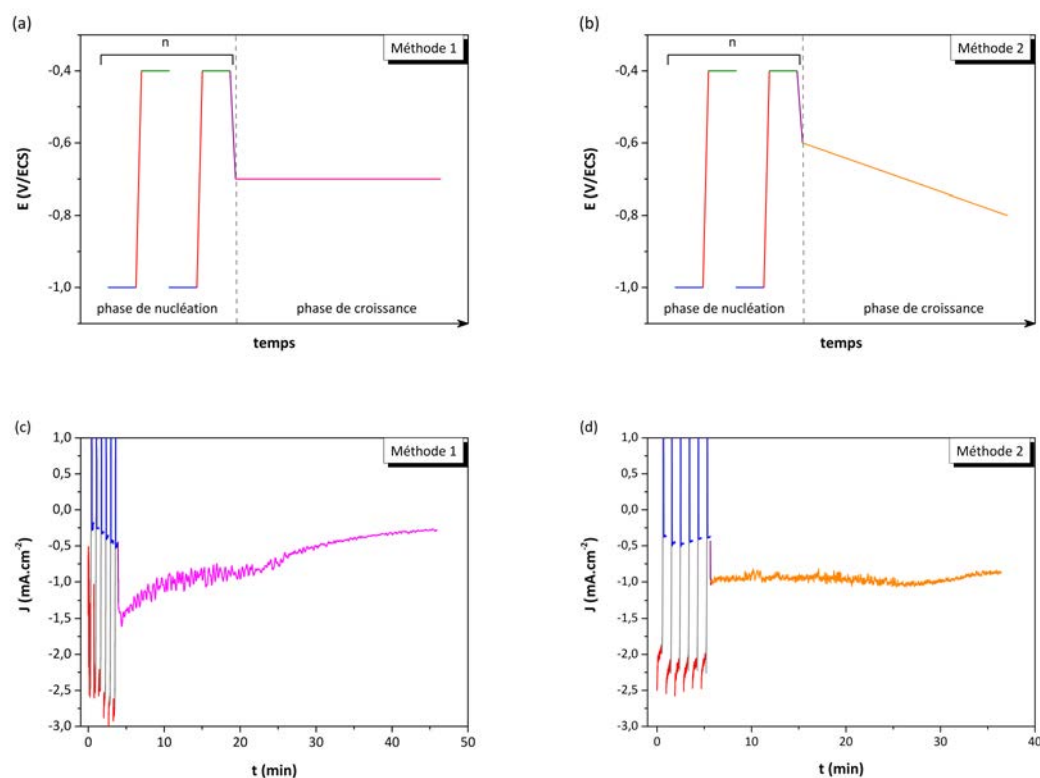 (a)
n
Méthode 1
-0,4
-0,6
-0,8
-1,0
E (V/ECS)
phase de nucléation
phase de croissance
temps
(b)
n
Méthode 2
-0,4
-0,6
-0,8
-1,0
E (V/ECS)
phase de nucléation
phase de croissance
temps
(c)
Méthode 1
1,0
0,5
0,0
-0,5
-1,0
-1,5
-2,0
-2,5
-3,0
J (mA.cm-2)
0 10 20 30 40 50
t (min)
(d)
Méthode 2
1,0
0,5
0,0
-0,5
-1,0
-1,5
-2,0
-2,5
-3,0
J (mA.cm-2)
0 10 20 30 40
t (min)